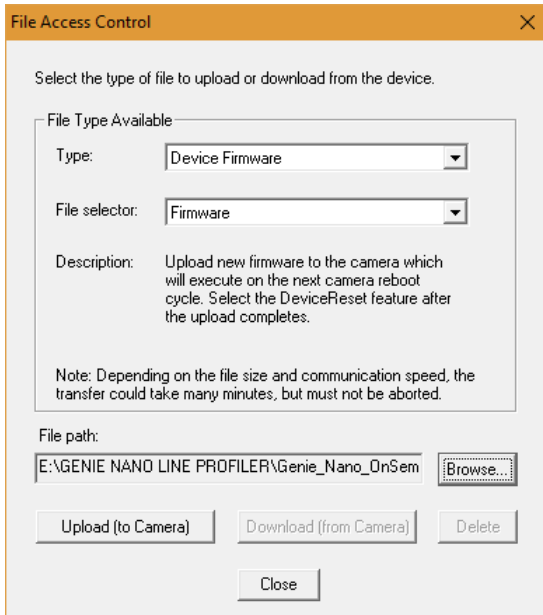 File Access Control
Select the type of file to upload or download from the device.
File Type Available
Type: Device Firmware
File selector: Firmware
Description: Upload new firmware to the camera which
will execute on the next camera reboot
cycle. Select the DeviceReset feature after
the upload completes.
Note: Depending on the file size and communication speed, the
transfer could take many minutes, but must not be aborted.
File path:
E:\GENIE NANO LINE PROFILER\Genie_Nano_OnSem Browse...
Upload (to Camera) Download (from Camera) Delete
Close